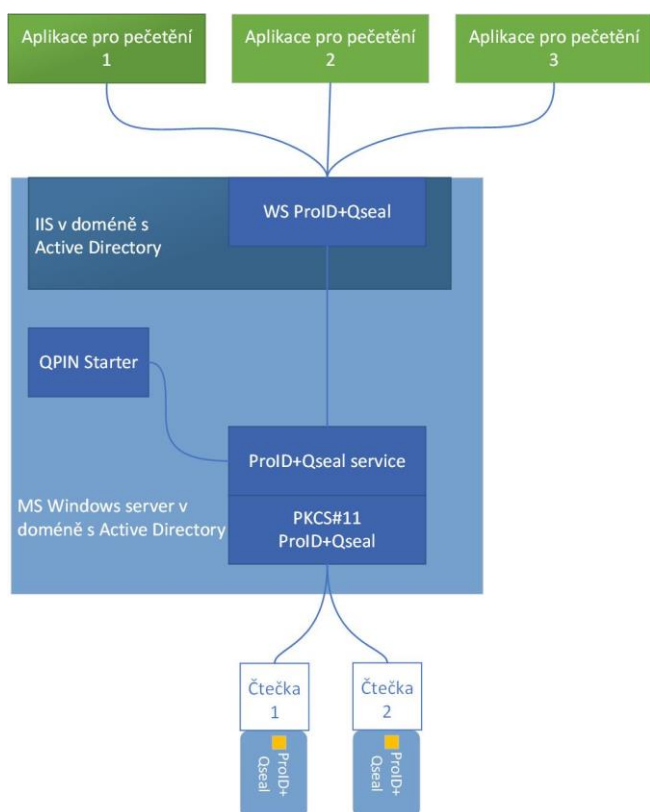 Aplikace pro pečetění
1
Aplikace pro pečetění
2
Aplikace pro pečetění
3
WS ProID+Qseal
IIS v doméně s
Active Directory
QPIN Starter
ProID+Qseal service
MS Windows server v
doméně s Active Directory
PKCS#11
ProID+Qseal
Čtečka
1
Čtečka
2
ProID+
Qseal
ProID+
Qseal